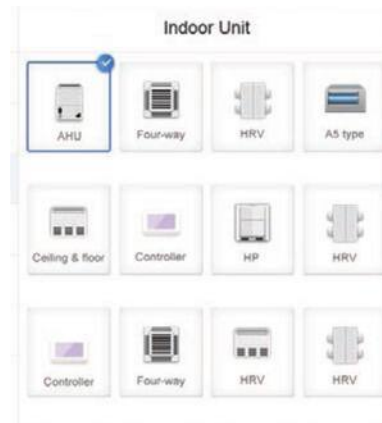 Indoor Unit
AHU Four-way HRV A5 type
Ceiling & floor Controller HP HRV
Controller Four-way HRV HRV